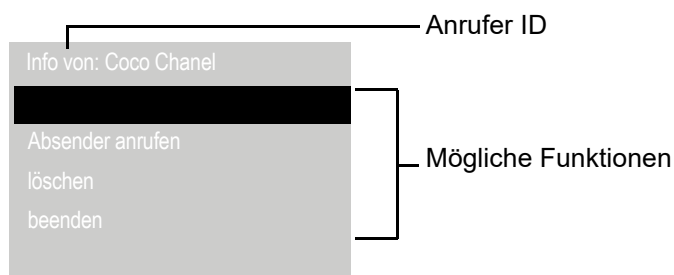 Anrufer ID
Info von: Coco Chanel
Absender anrufen
löschen
Mögliche Funktionen
beenden